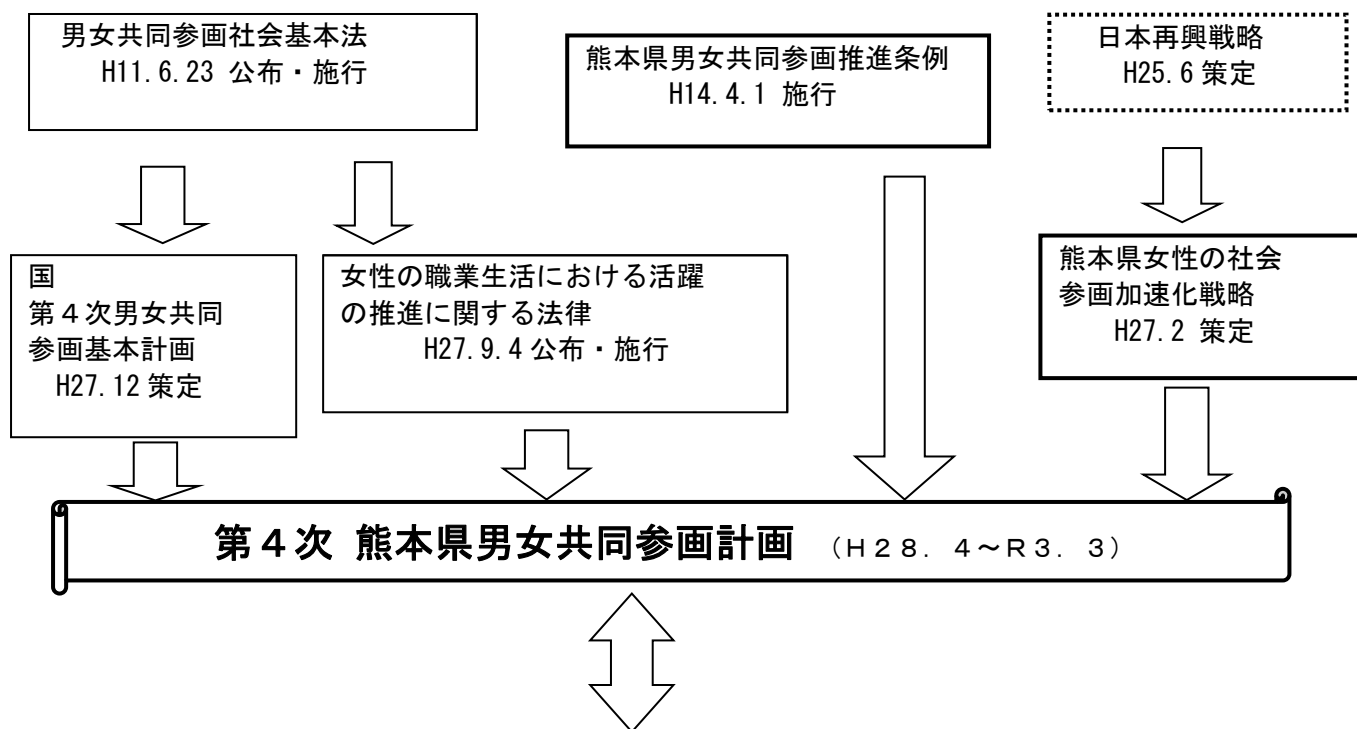 男女共同参画社会基本法
H11.6.23 公布・施行
熊本県男女共同参画推進条例
H14.4.1 施行
日本再興戦略
H25.6 策定
国
第４次男女共同
参画基本計画
H27.12 策定
女性の職業生活における活躍
の推進に関する法律
H27.9.4 公布・施行
熊本県女性の社会
参画加速化戦略
H27.2 策定
第４次 熊本県男女共同参画計画 （Ｈ２８．４～Ｒ３．３）